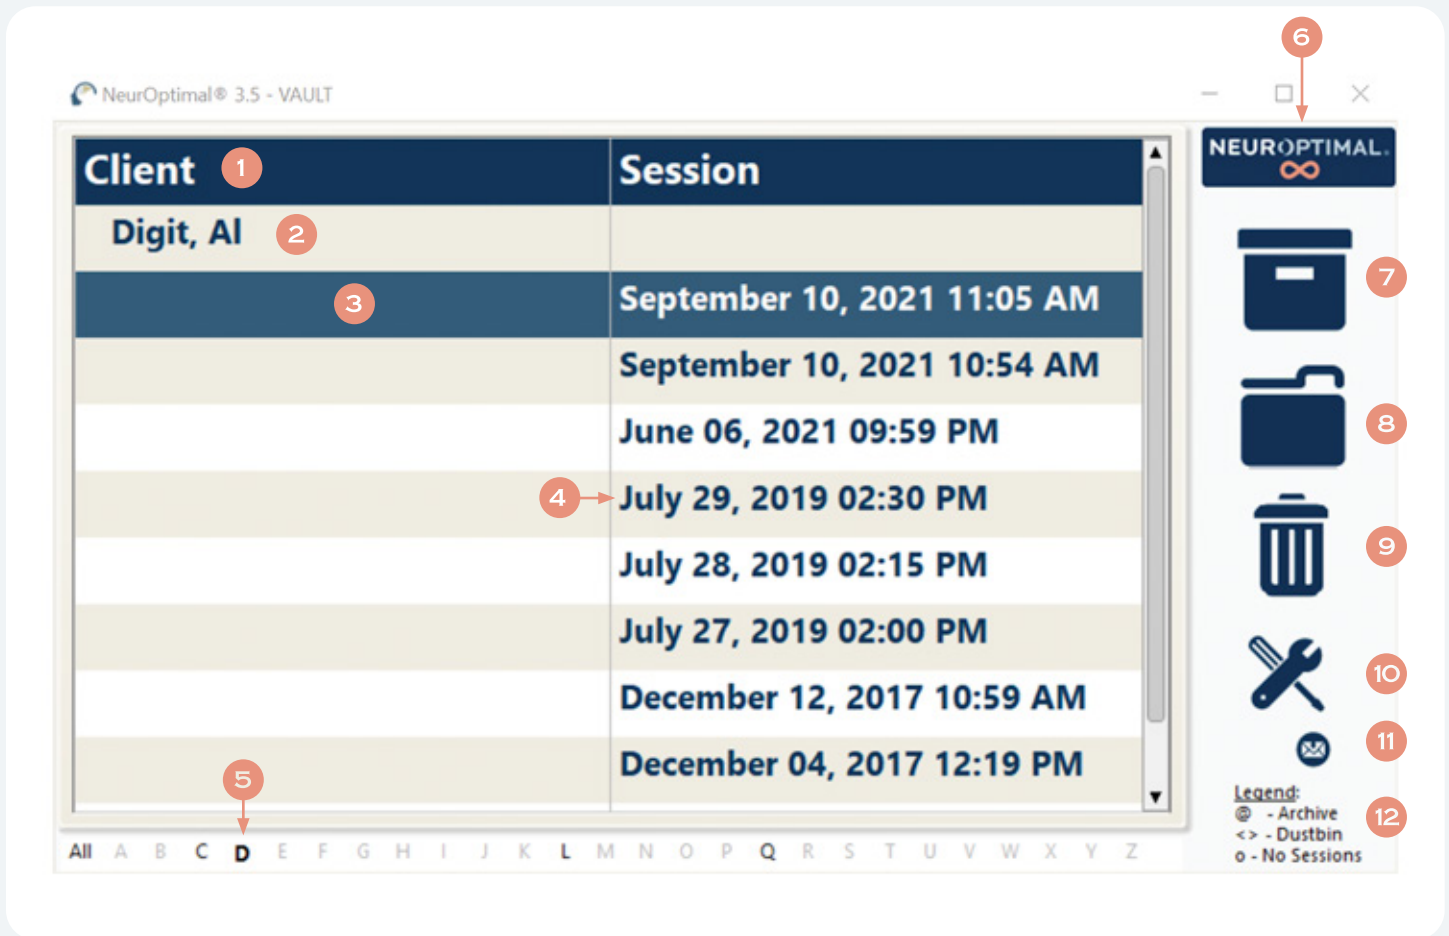 6
NeurOptimal® 3.5 - VAULT
NEUROPTIMAL.
Client 1 Session
Digit, Al 2
7
3 September 10, 2021 11:05 AM
September 10, 2021 10:54 AM
June 06, 2021 09:59 PM
8
4 July 29, 2019 02:30 PM
July 28, 2019 02:15 PM
9
July 27, 2019 02:00 PM
December 12, 2017 10:59 AM
10
11
5 December 04, 2017 12:19 PM
Legend:
@ - Archive
12
<> - Dustbin
o - No Sessions
All A B C D E F G H I J K L M N O P Q R S T U V W X Y Z